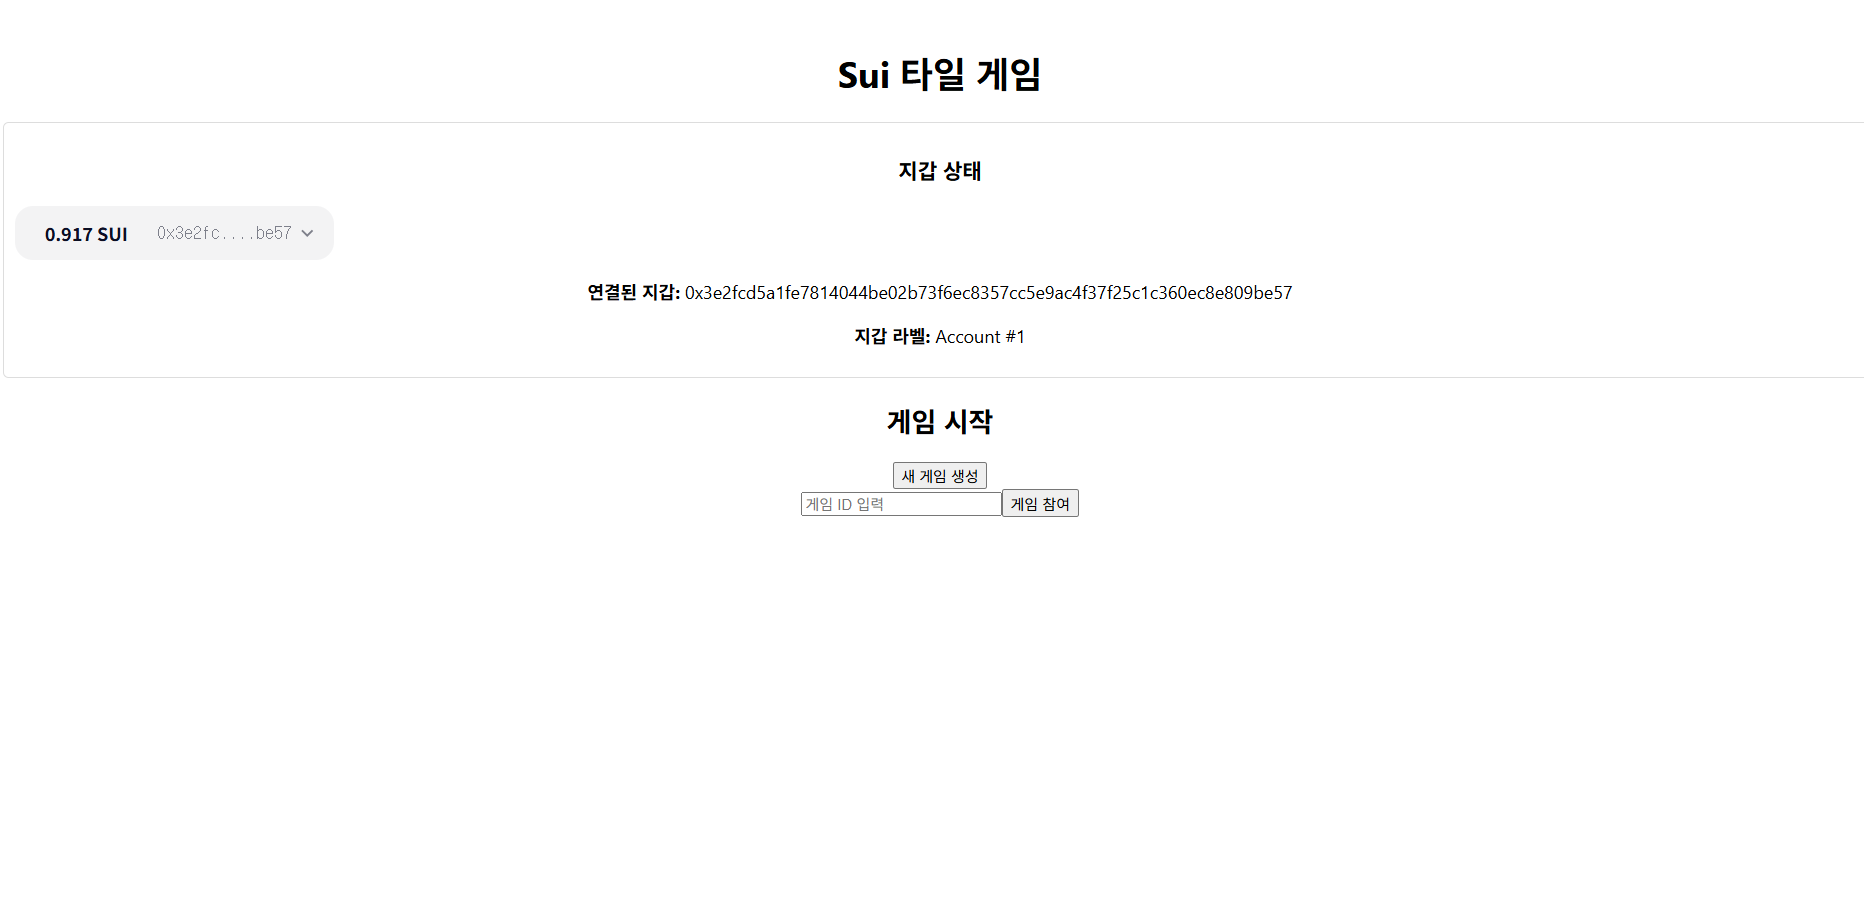 Sui 타일 게임
지갑 상태
0.917 SUI 0x3e2fc....be57
연결된 지갑: 0x3e2fcd5a1fe7814044be02b73f6ec8357cc5e9ac4f37f25c1c360ec8e809be57
지갑 라벨: Account #1
게임 시작
새 게임 생성
게임 ID 입력 게임 참여